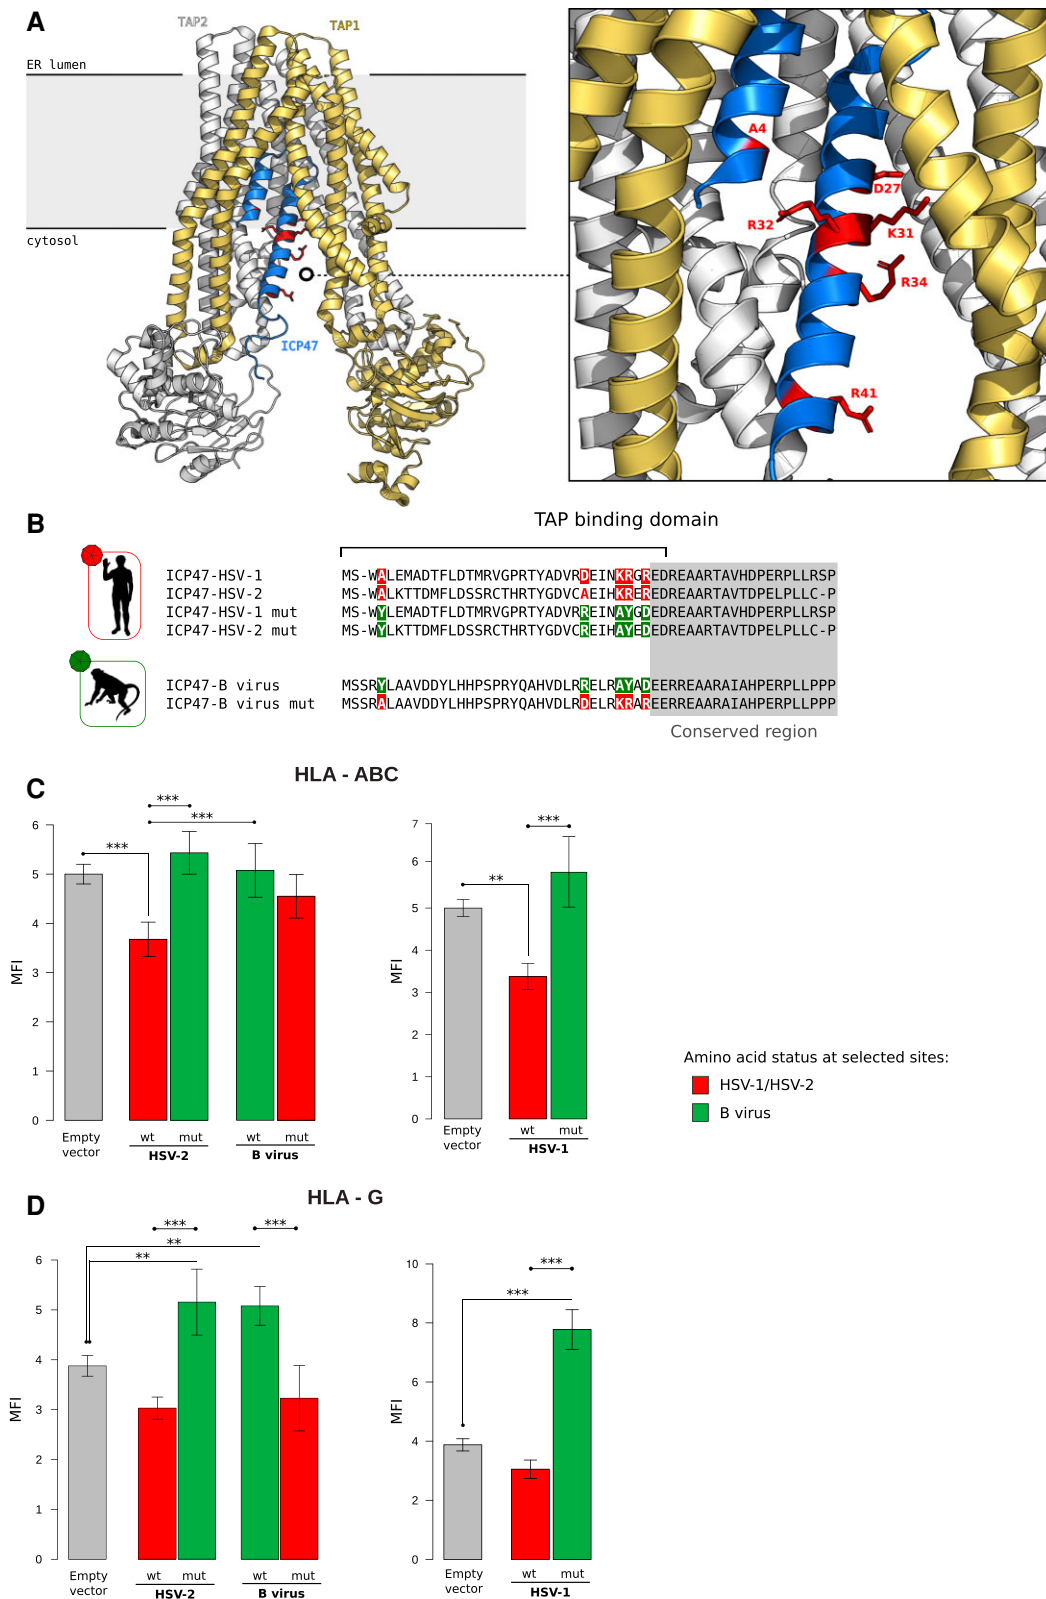 A
TAP2
TAP1
ER lumen
cytosol
ICP47
A4
D27
R32
K31
R34
R41
B
TAP binding domain
ICP47-HSV-1 MS-WALEMADTFLDTMRVGPRTYADVRDEINKRGREDREAARTAVHDPERPLLRSP
ICP47-HSV-2 MS-WALKTTDMFLDSSRCTHRTYGDVCAEIHKREREDREAARTAVTDPELPLLC-P
ICP47-HSV-1 mut MS-WYLEMADTFLDTMRVGPRTYADVRREINAYGDEDREAARTAVHDPERPLLRSP
ICP47-HSV-2 mut MS-WYLKTTDMFLDSSRCTHRTYGDVCREIHAYEDEDREAARTAVTDPELPLLC-P
ICP47-B virus MSSRYLAAVDDYLHHPSPRYQAHVDLRRELRAYADEERREAARAIAHPERPLLPPP
ICP47-B virus mut MSSRALAAVDDYLHHPSPRYQAHVDLRDELRKRAREERREAARAIAHPERPLLPPP
Conserved region
C
HLA - ABC
MFI
6
5
4
3
2
1
0
***
***
***
Empty vector
wt
mut
HSV-2
wt
mut
B virus
MFI
7
6
5
4
3
2
1
0
**
***
Empty vector
wt
mut
HSV-1
Amino acid status at selected sites:
HSV-1/HSV-2
B virus
D
HLA - G
MFI
6
5
4
3
2
1
0
***
***
**
**
Empty vector
wt
mut
HSV-2
wt
mut
B virus
MFI
10
8
6
4
2
0
***
***
Empty vector
wt
mut
HSV-1